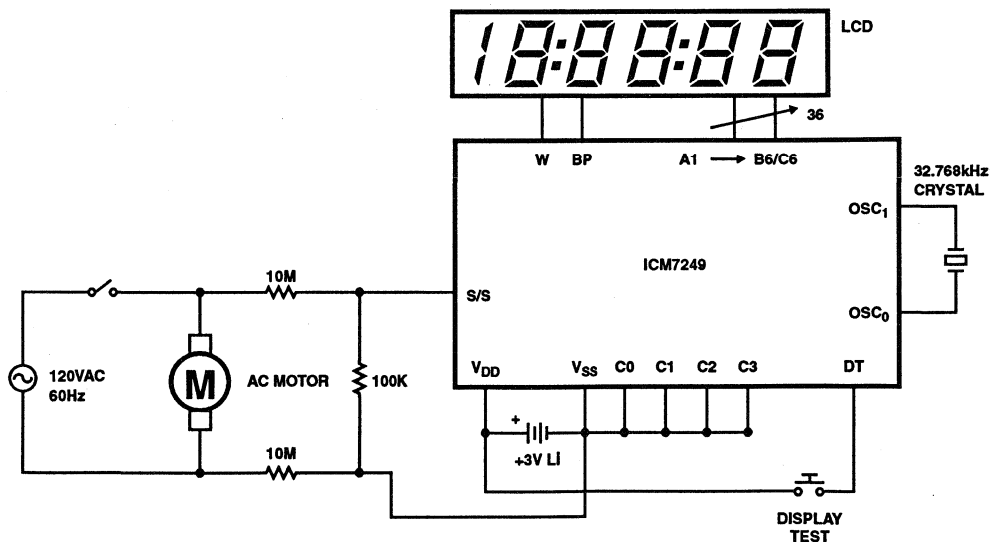 18:88:88
LCD
36
W BP A1 B6/C6
32.768kHz
CRYSTAL
OSC1
ICM7249
10M
S/S
OSC0
120VAC
60Hz
M
AC MOTOR
100K
VDD VSS C0 C1 C2 C3 DT
+
+3V Li
10M
DISPLAY
TEST